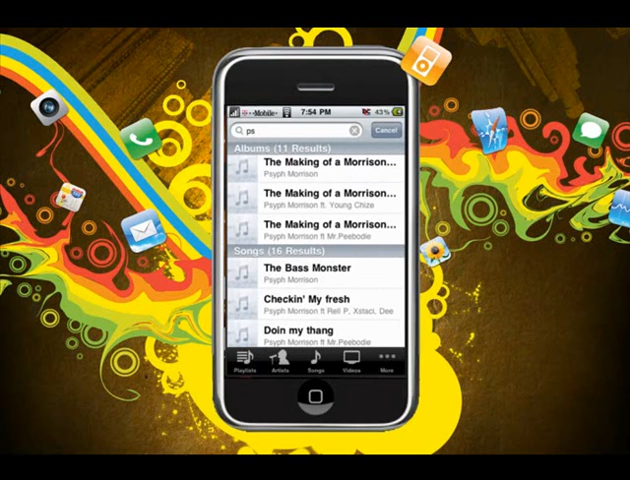 T-Mobile 7:54 PM 43%
ps Cancel
Albums (11 Results)
The Making of a Morrison...
Psyph Morrison
The Making of a Morrison...
Psyph Morrison ft. Young Chize
The Making of a Morrison...
Psyph Morrison ft Mr.Peebodie
Songs (16 Results)
The Bass Monster
Psyph Morrison
Checkin' My fresh
Psyph Morrison ft Rell P, Xstaci, Dee
Doin my thang
Psyph Morrison ft Mr.Peebodie
Playlists Artists Songs Videos More